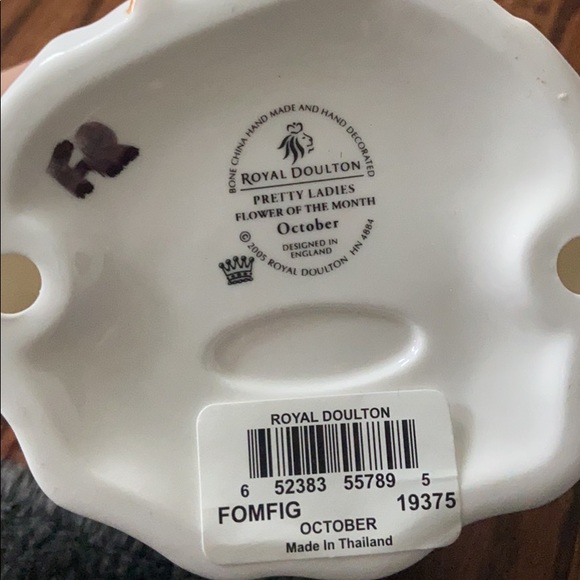 BONE CHINA HAND MADE AND HAND DECORATED
ROYAL DOULTON
PRETTY LADIES
FLOWER OF THE MONTH
October
DESIGNED IN
ENGLAND
© 2005 ROYAL DOULTON HN 4884
ROYAL DOULTON
6 52383 55789 5
FOMFIG 19375
OCTOBER
Made In Thailand